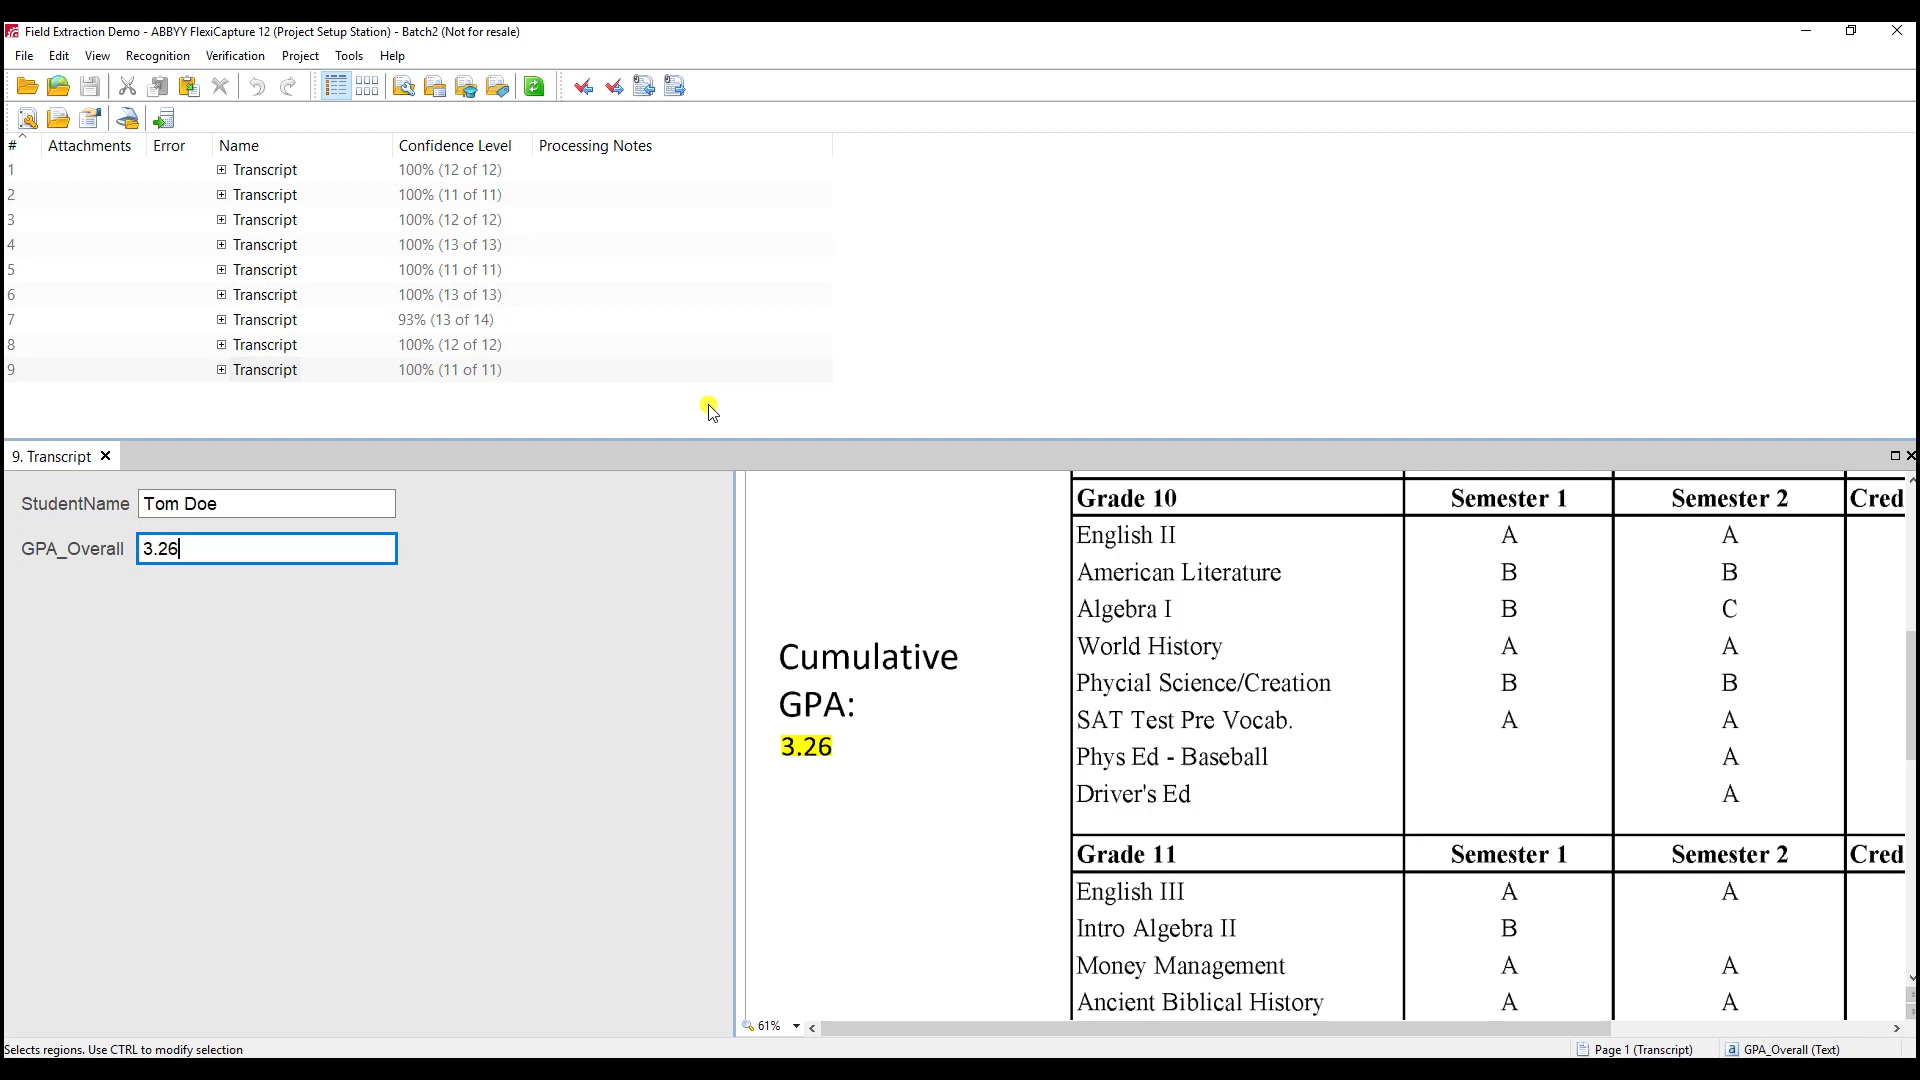 Field Extraction Demo - ABBYY FlexiCapture 12 (Project Setup Station) - Batch2 (Not for resale)
File Edit View Recognition Verification Project Tools Help
# Attachments Error Name Confidence Level Processing Notes
1 Transcript 100% (12 of 12)
2 Transcript 100% (11 of 11)
3 Transcript 100% (12 of 12)
4 Transcript 100% (13 of 13)
5 Transcript 100% (11 of 11)
6 Transcript 100% (13 of 13)
7 Transcript 93% (13 of 14)
8 Transcript 100% (12 of 12)
9 Transcript 100% (11 of 11)
9. Transcript
StudentName Tom Doe
GPA_Overall 3.26
Cumulative
GPA:
3.26
Grade 10 Semester 1 Semester 2 Cred
English II A A
American Literature B B
Algebra I B C
World History A A
Phycial Science/Creation B B
SAT Test Pre Vocab. A A
Phys Ed - Baseball A
Driver's Ed A
Grade 11 Semester 1 Semester 2 Cred
English III A A
Intro Algebra II B
Money Management A A
Ancient Biblical History A A
61%
Selects regions. Use CTRL to modify selection
Page 1 (Transcript) a GPA_Overall (Text)